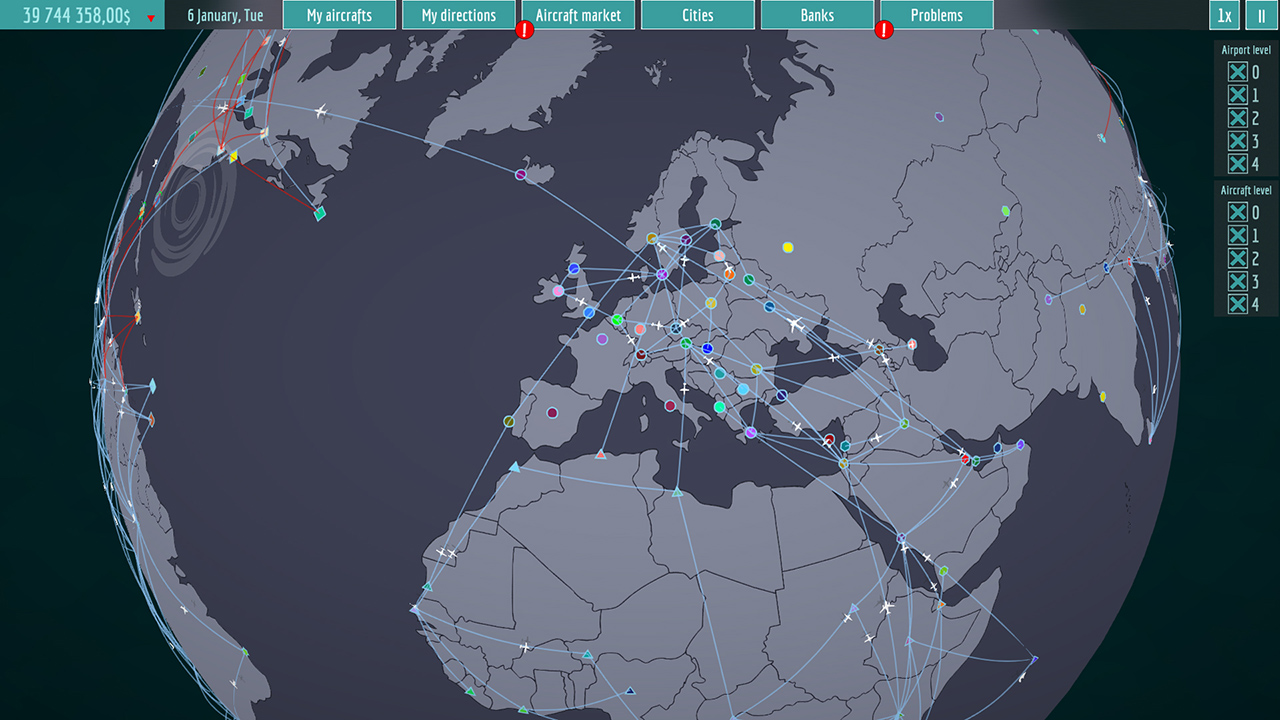 39 744 358,00$
6 January, Tue
My aircrafts
My directions
Aircraft market
Cities
Banks
Problems
1x
Airport level
0
1
2
3
4
Aircraft level
0
1
2
3
4